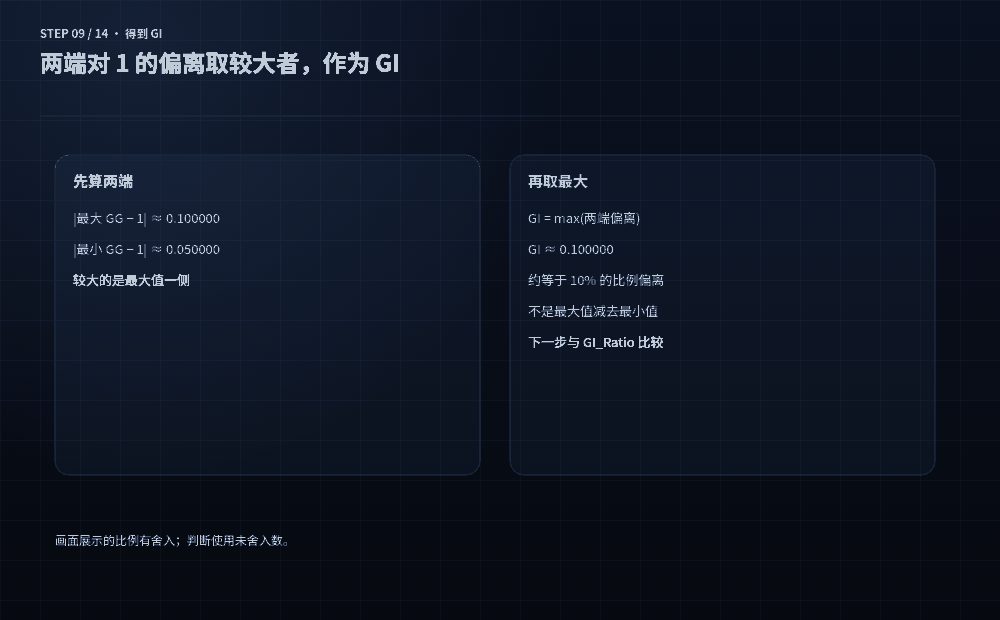 STEP 09 / 14 · 得到 GI
两端对 1 的偏离取较大者，作为 GI
先算两端
|最大 GG − 1| ≈ 0.100000
|最小 GG − 1| ≈ 0.050000
较大的是最大值一侧
再取最大
GI = max(两端偏离)
GI ≈ 0.100000
约等于 10% 的比例偏离
不是最大值减去最小值
下一步与 GI_Ratio 比较
画面展示的比例有舍入；判断使用未舍入数。